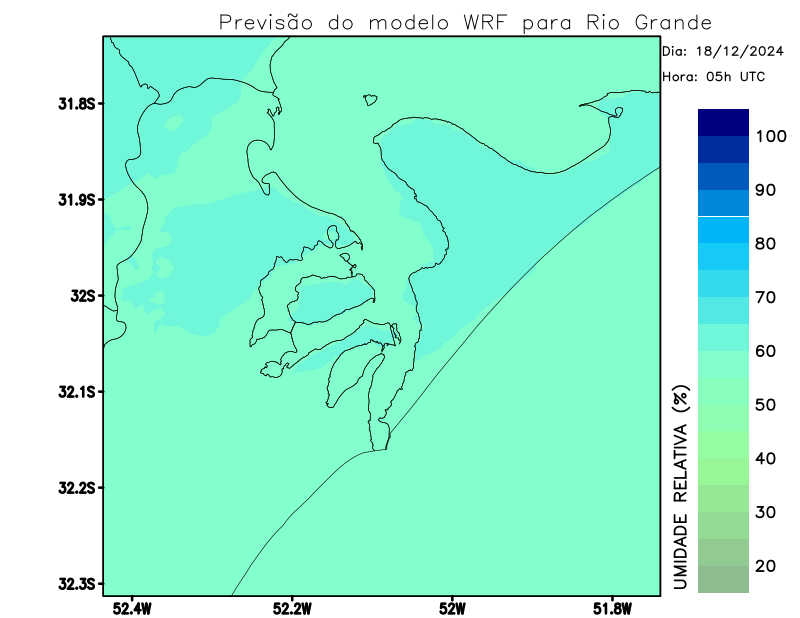 Previsão do modelo WRF para Rio Grande
Dia: 18/12/2024
Hora: 05h UTC
31.8S
31.9S
32S
32.1S
32.2S
32.3S
52.4W
52.2W
52W
51.8W
100
90
80
70
60
50
40
30
20
UMIDADE RELATIVA (%)